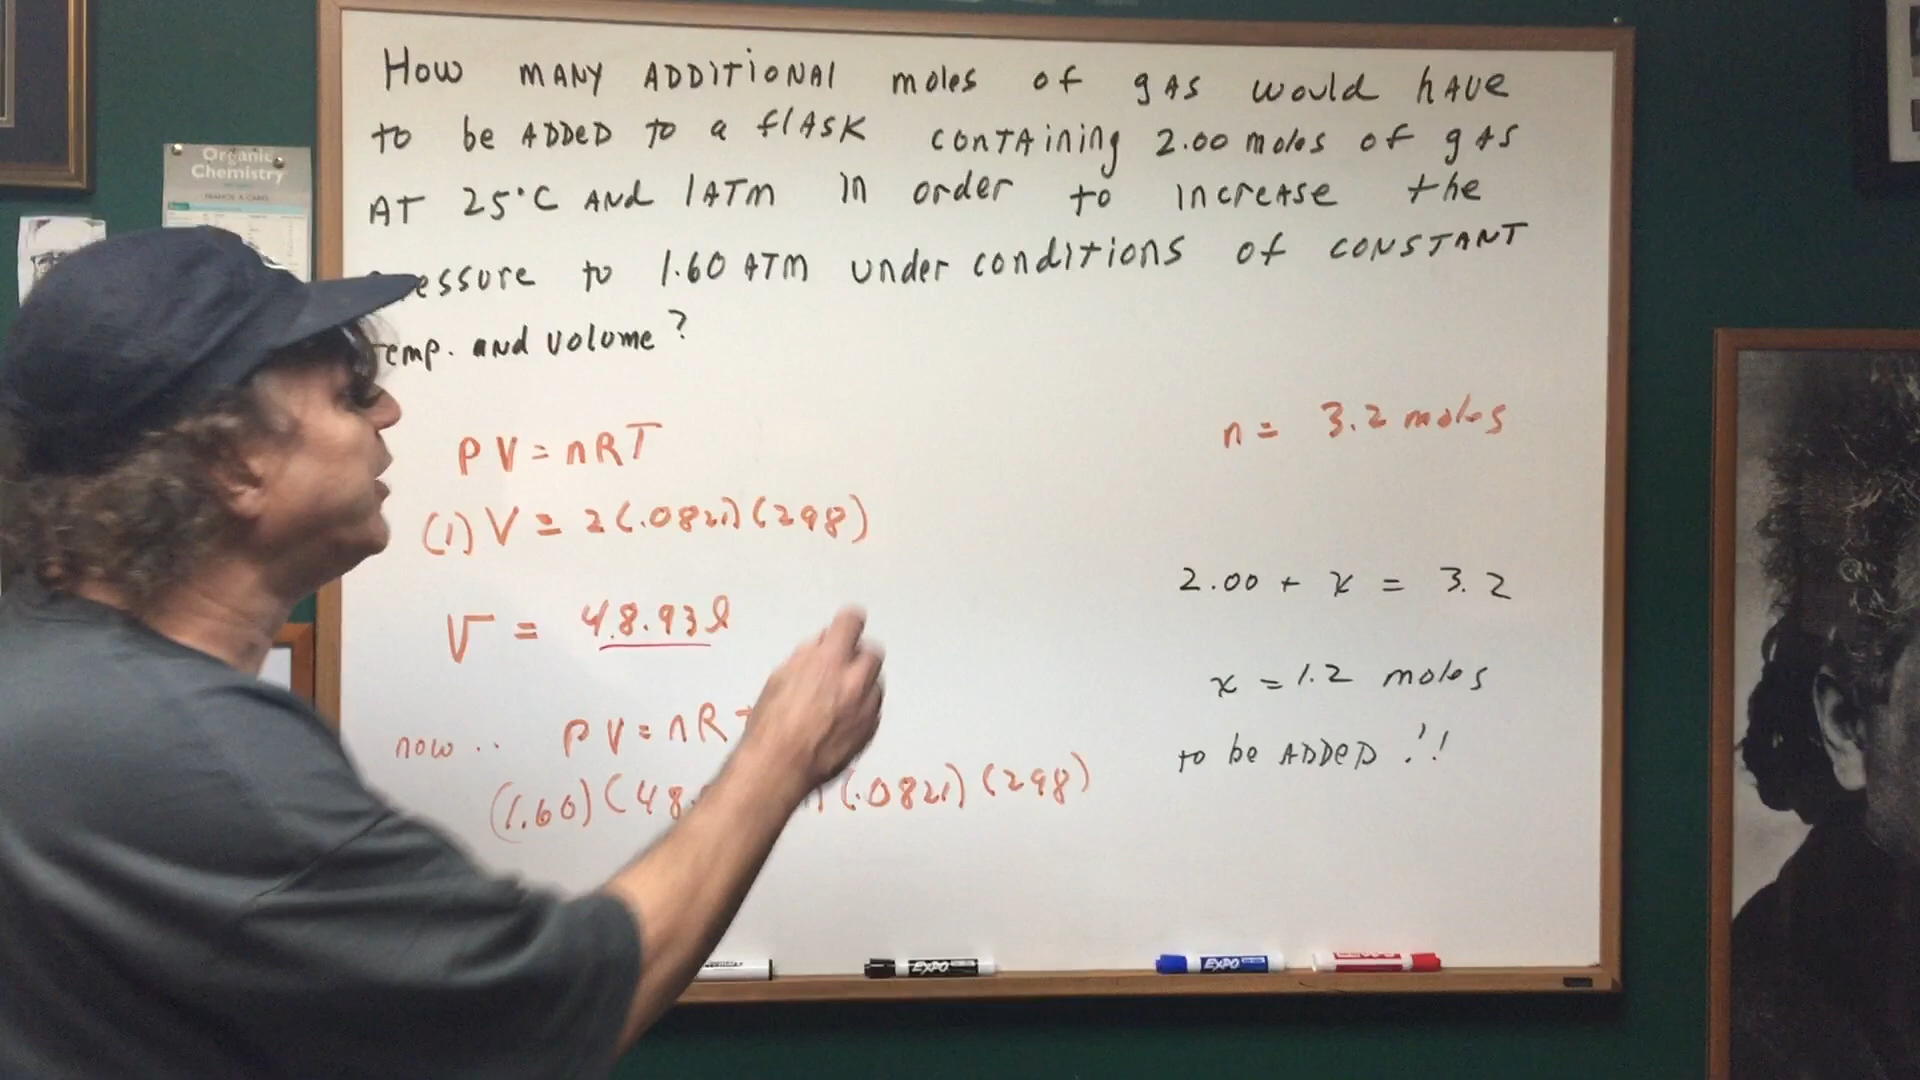 How MANY ADDITIONAL moles of gAS would hAVE
to be ADDED to a flASK conTAining 2.00 moles of gAS
AT 25°C AND 1 ATM in order to increase the
essure to 1.60 ATM under conditions of CONSTANT
emp. and volume?
Organic
Chemistry
PV = nRT
(1) V = 2(.0821)(298)
V = 48.93 l
now .. PV = nR
(1.60)(48. (.0821)(298)
n = 3.2 moles
2.00 + x = 3.2
x = 1.2 moles
to be ADDED !!
EXPO
EXPO